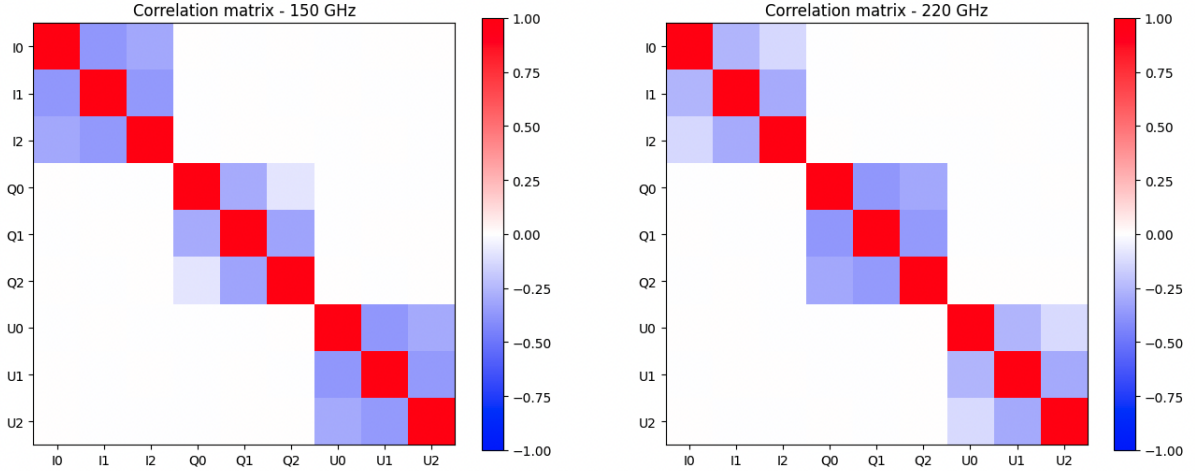 Correlation matrix - 150 GHz
I0
I1
I2
Q0
Q1
Q2
U0
U1
U2
I0 I1 I2 Q0 Q1 Q2 U0 U1 U2
1.00
0.75
0.50
0.25
0.00
−0.25
−0.50
−0.75
−1.00
Correlation matrix - 220 GHz
I0
I1
I2
Q0
Q1
Q2
U0
U1
U2
I0 I1 I2 Q0 Q1 Q2 U0 U1 U2
1.00
0.75
0.50
0.25
0.00
−0.25
−0.50
−0.75
−1.00